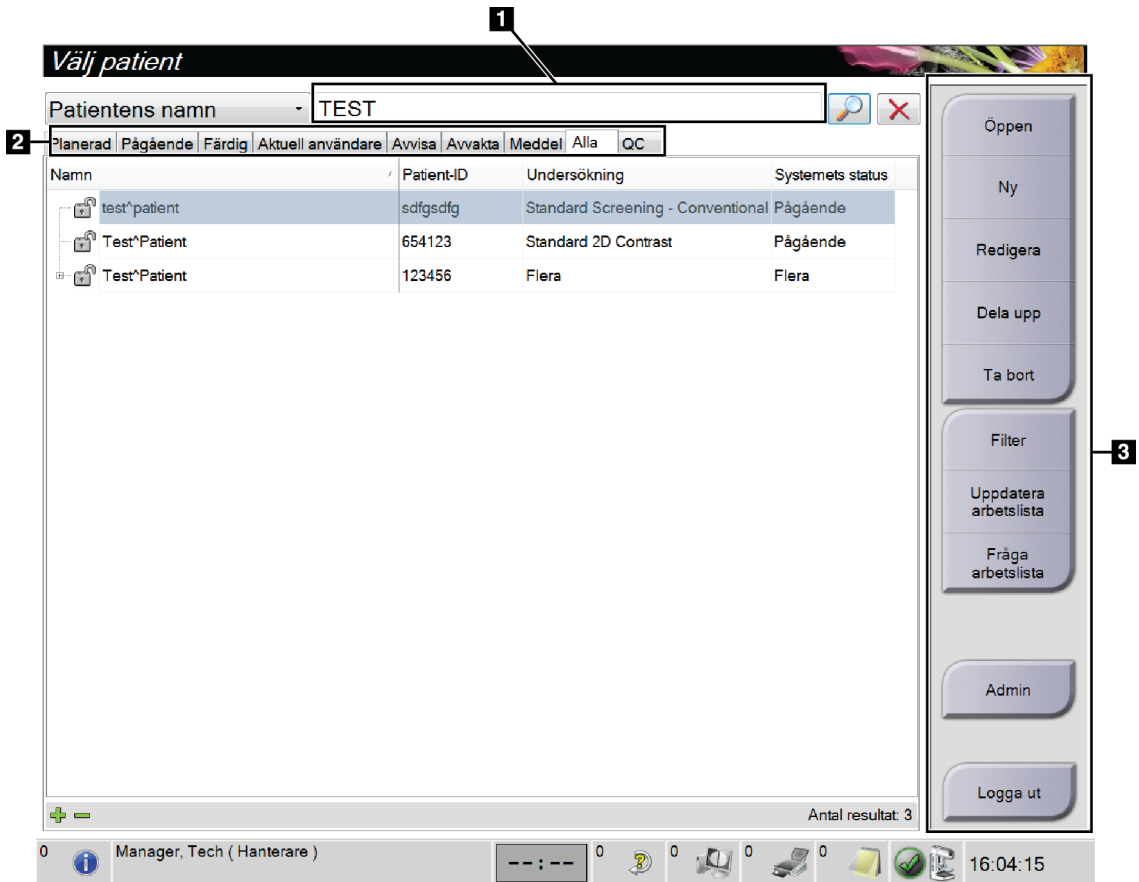 1
Välj patient
Patientens namn TEST
2
Planerad Pågående Färdig Aktuell användare Avvisa Avvakta Meddel Alla QC
Namn Patient-ID Undersökning Systemets status
test^patient sdfgsdfg Standard Screening - Conventional Pågående
Test^Patient 654123 Standard 2D Contrast Pågående
Test^Patient 123456 Flera Flera
Öppen
Ny
Redigera
Dela upp
Ta bort
Filter
3
Uppdatera
arbetslista
Fråga
arbetslista
Admin
Logga ut
Antal resultat: 3
0 Manager, Tech ( Hanterare ) --:-- 0 0 0 0 16:04:15